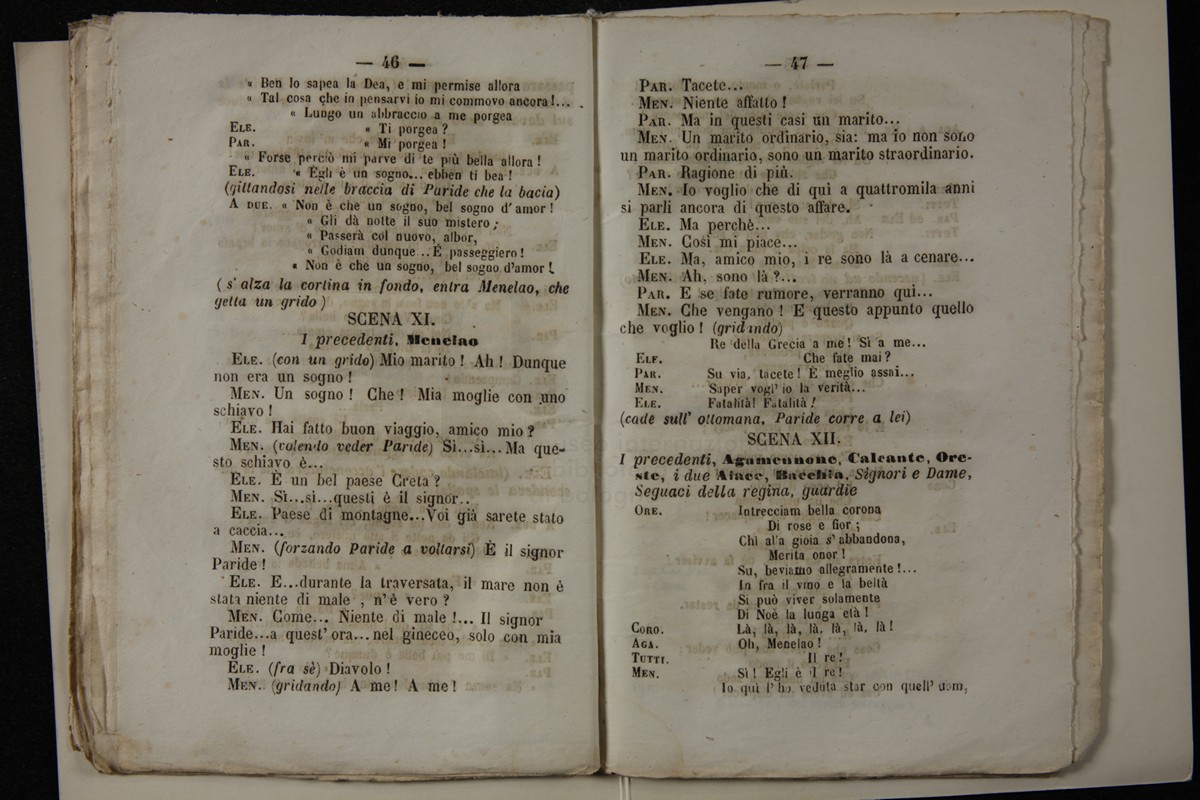 — 46 —
« Ben lo sapea la Dea, e mi permise allora
« Tal cosa che in pensarvi io mi commovo ancora!...
« Lungo un abbraccio a me porgea
ELE. « Ti porgea ?
PAR. « Mi porgea !
« Forse perciò mi parve di te più bella allora !
ELE. « Egli è un sogno... ebben ti bea !
(gittandosi nelle braccia di Paride che la bacia)
A DUE. « Non è che un sogno, bel sogno d'amor !
« Gli dà notte il suo mistero ;
« Passerà col nuovo, albor,
« Godiam dunque...È passeggiero !
« Non è che un sogno, bel sogno d'amor !
( s'alza la cortina in fondo, entra Menelao, che
getta un grido )
SCENA XI.
I precedenti, Menelao
ELE. (con un grido) Mio marito ! Ah ! Dunque
non era un sogno !
MEN. Un sogno ! Che ! Mia moglie con uno
schiavo !
ELE. Hai fatto buon viaggio, amico mio ?
MEN. (volendo veder Paride) Sì...sì...Ma que-
sto schiavo è...
ELE. È un bel paese Creta ?
MEN. Sì...sì...questi è il signor..
ELE. Paese di montagne...Voi già sarete stato
a caccia...
MEN. (forzando Paride a voltarsi) È il signor
Paride !
ELE. E...durante la traversata, il mare non è
stata niente di male , n'è vero ?
MEN. Come... Niente di male !... Il signor
Paride...a quest' ora...nel gineceo, solo con mia
moglie !
ELE. (fra sè) Diavolo !
MEN. (gridando) A me! A me!
— 47 —
PAR. Tacete...
MEN. Niente affatto !
PAR. Ma in questi casi un marito...
MEN. Un marito ordinario, sia: ma io non sono
un marito ordinario, sono un marito straordinario.
PAR. Ragione di più.
MEN. Io voglio che di quì a quattromila anni
si parli ancora di questo affare.
ELE. Ma perchè...
MEN. Così mi piace...
ELE. Ma, amico mio, i re sono là a cenare...
MEN. Ah, sono là ?...
PAR. E se fate rumore, verranno qui...
MEN. Che vengano ! E questo appunto quello
che voglio ! (gridando)
Re della Grecia a me! Sì a me...
ELE. Che fate mai?
PAR. Su via, tacete! È meglio assai...
MEN. Saper vogl' io la verità...
ELE. Fatalità! Fatalità !
(cade sull' ottomana, Paride corre a lei)
SCENA XII.
I precedenti, Agamennone, Calcante, Ore-
ste, i due Aiace, Bacchia, Signori e Dame,
Seguaci della regina, guardie
ORE. Intrecciam bella corona
Di rose e fior ;
Chi al'a gioia s' abbandona,
Merita onor !
Su, beviamo allegramente !...
In fra il vino e la beltà
Si può viver solamente
Di Noè la lunga età !
CORO. Là, là, là, là, là, là, là !
AGA. Oh, Menelao !
TUTTI. Il re!
MEN. Sì! Egli è il re!
Io quì l' ho veduta star con quell' uom,